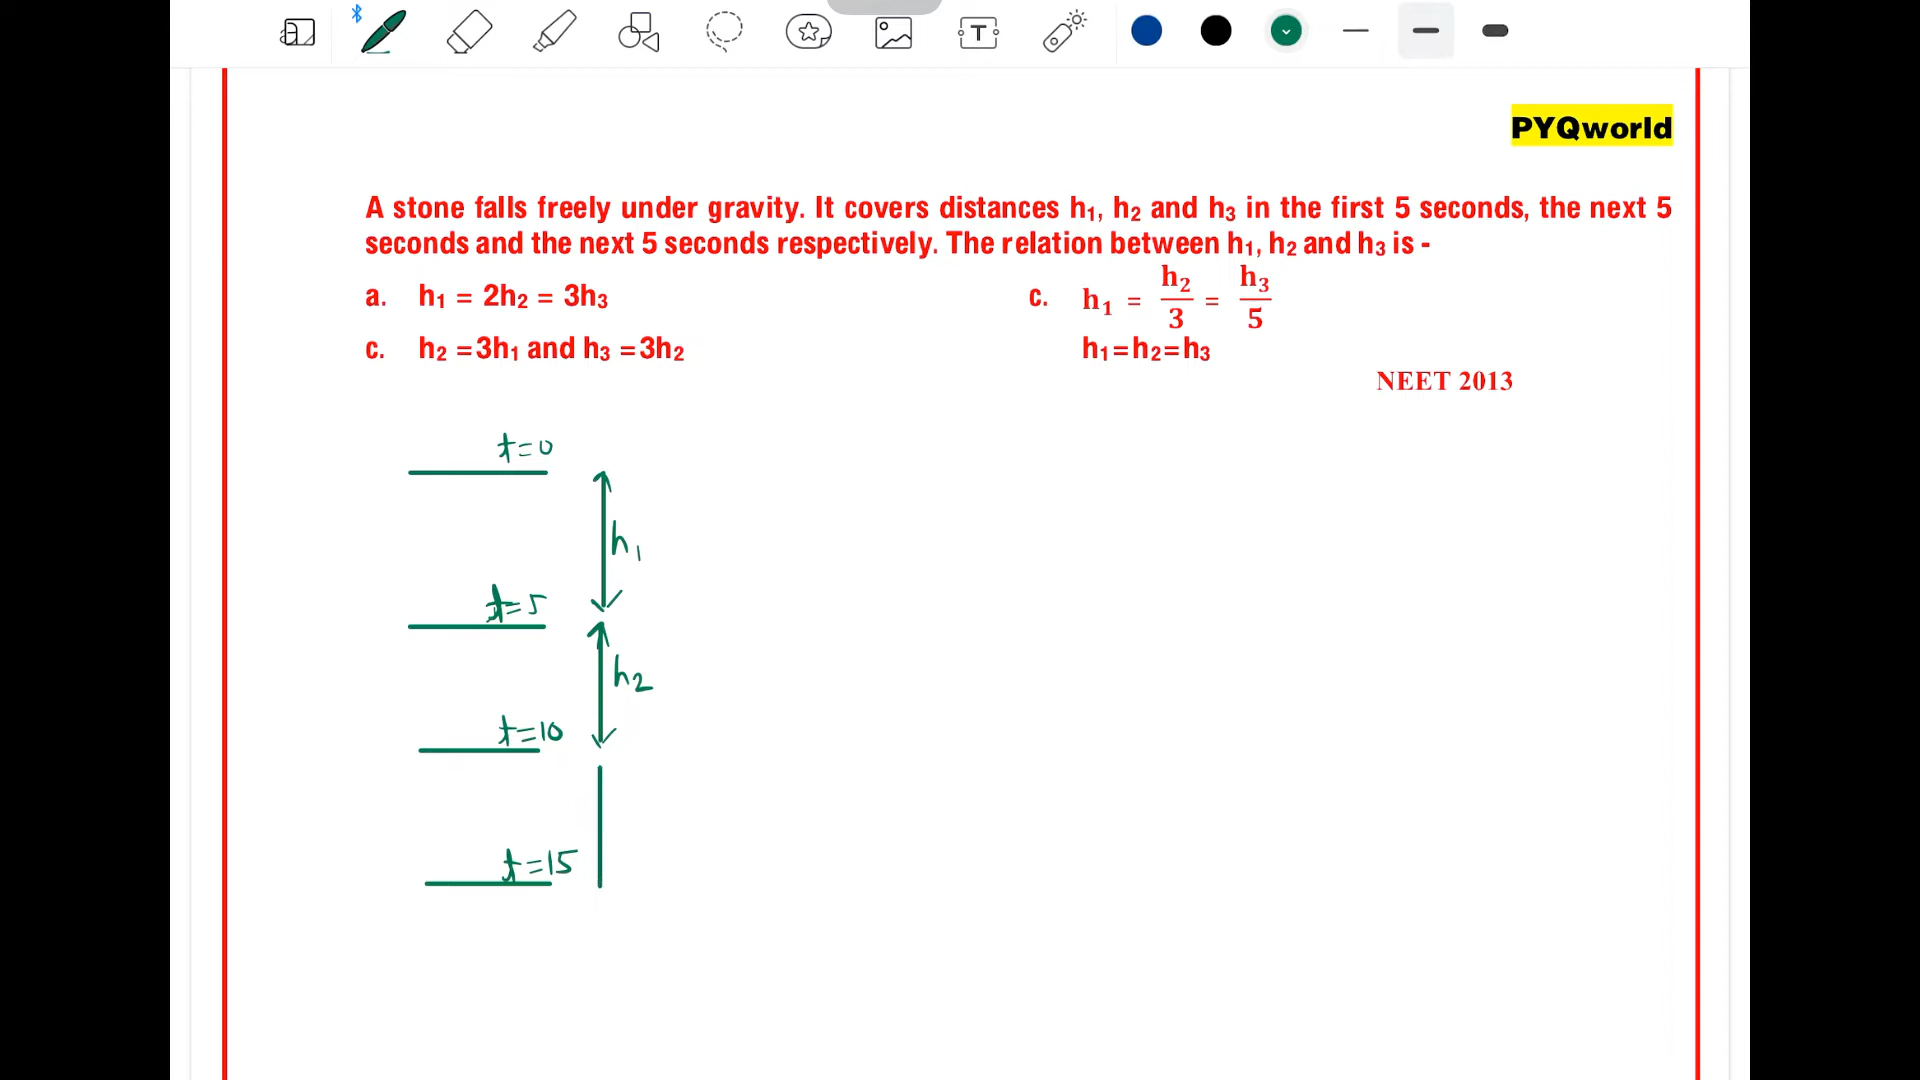 PYQworld
A stone falls freely under gravity. It covers distances h₁, h₂ and h₃ in the first 5 seconds, the next 5
seconds and the next 5 seconds respectively. The relation between h₁, h₂ and h₃ is -
a. h₁ = 2h₂ = 3h₃
c. h₁ = h₂/3 = h₃/5
c. h₂ =3h₁ and h₃ =3h₂
h₁=h₂=h₃
NEET 2013
t=0
h₁
t=5
h₂
t=10
t=15